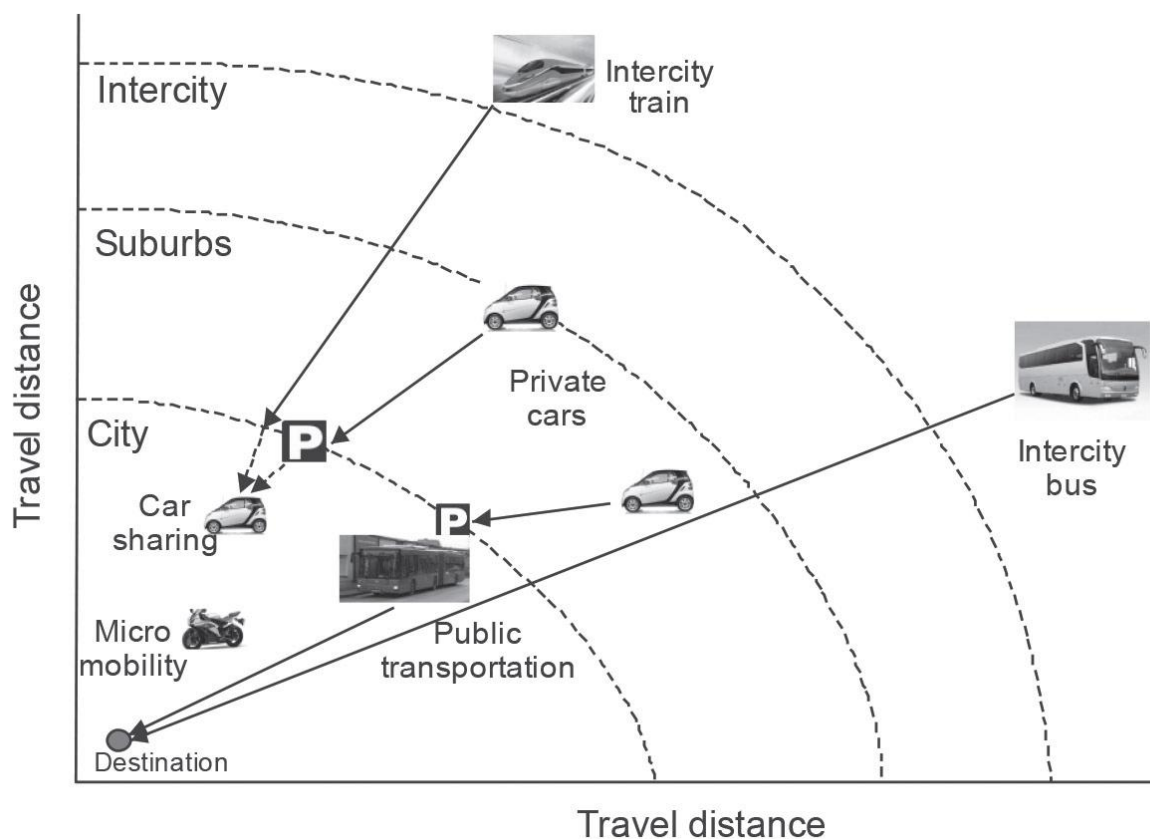 Intercity
train
Intercity
Suburbs
Private
cars
City
P
Intercity
bus
Car
sharing
P
Micro
mobility
Public
transportation
Destination
Travel distance
Travel distance